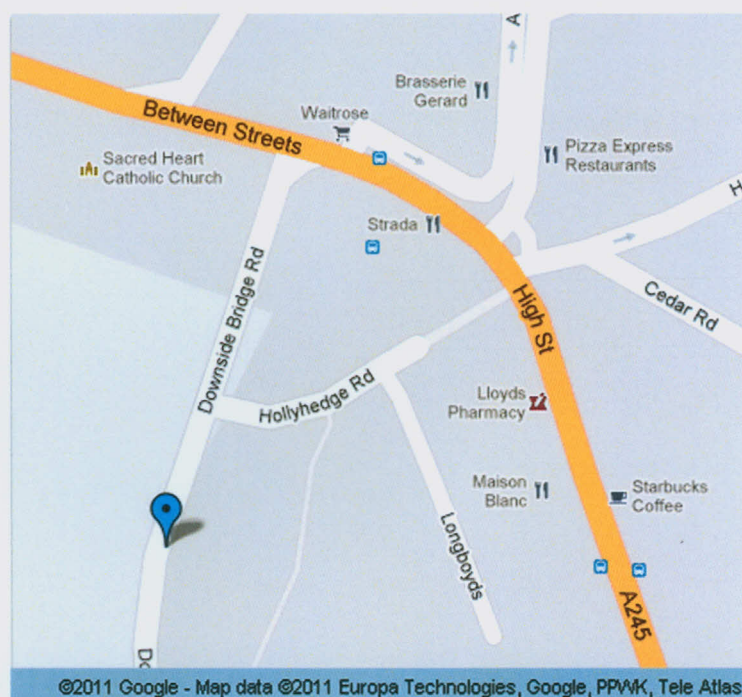 A
Brasserie
Gerard
Waitrose
Between Streets
Pizza Express
Restaurants
Sacred Heart
Catholic Church
H
Strada
Downside Bridge Rd
High St
Cedar Rd
Hollyhedge Rd
Lloyds
Pharmacy
Maison
Blanc
Starbucks
Coffee
Longboyds
A245
Do
©2011 Google - Map data ©2011 Europa Technologies, Google, PPWK, Tele Atlas